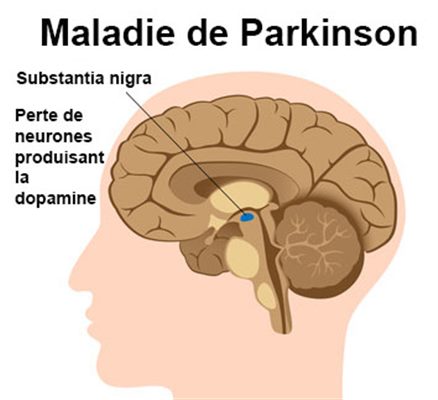 Maladie de Parkinson
Substantia nigra
Perte de
neurones
produisant
la
dopamine